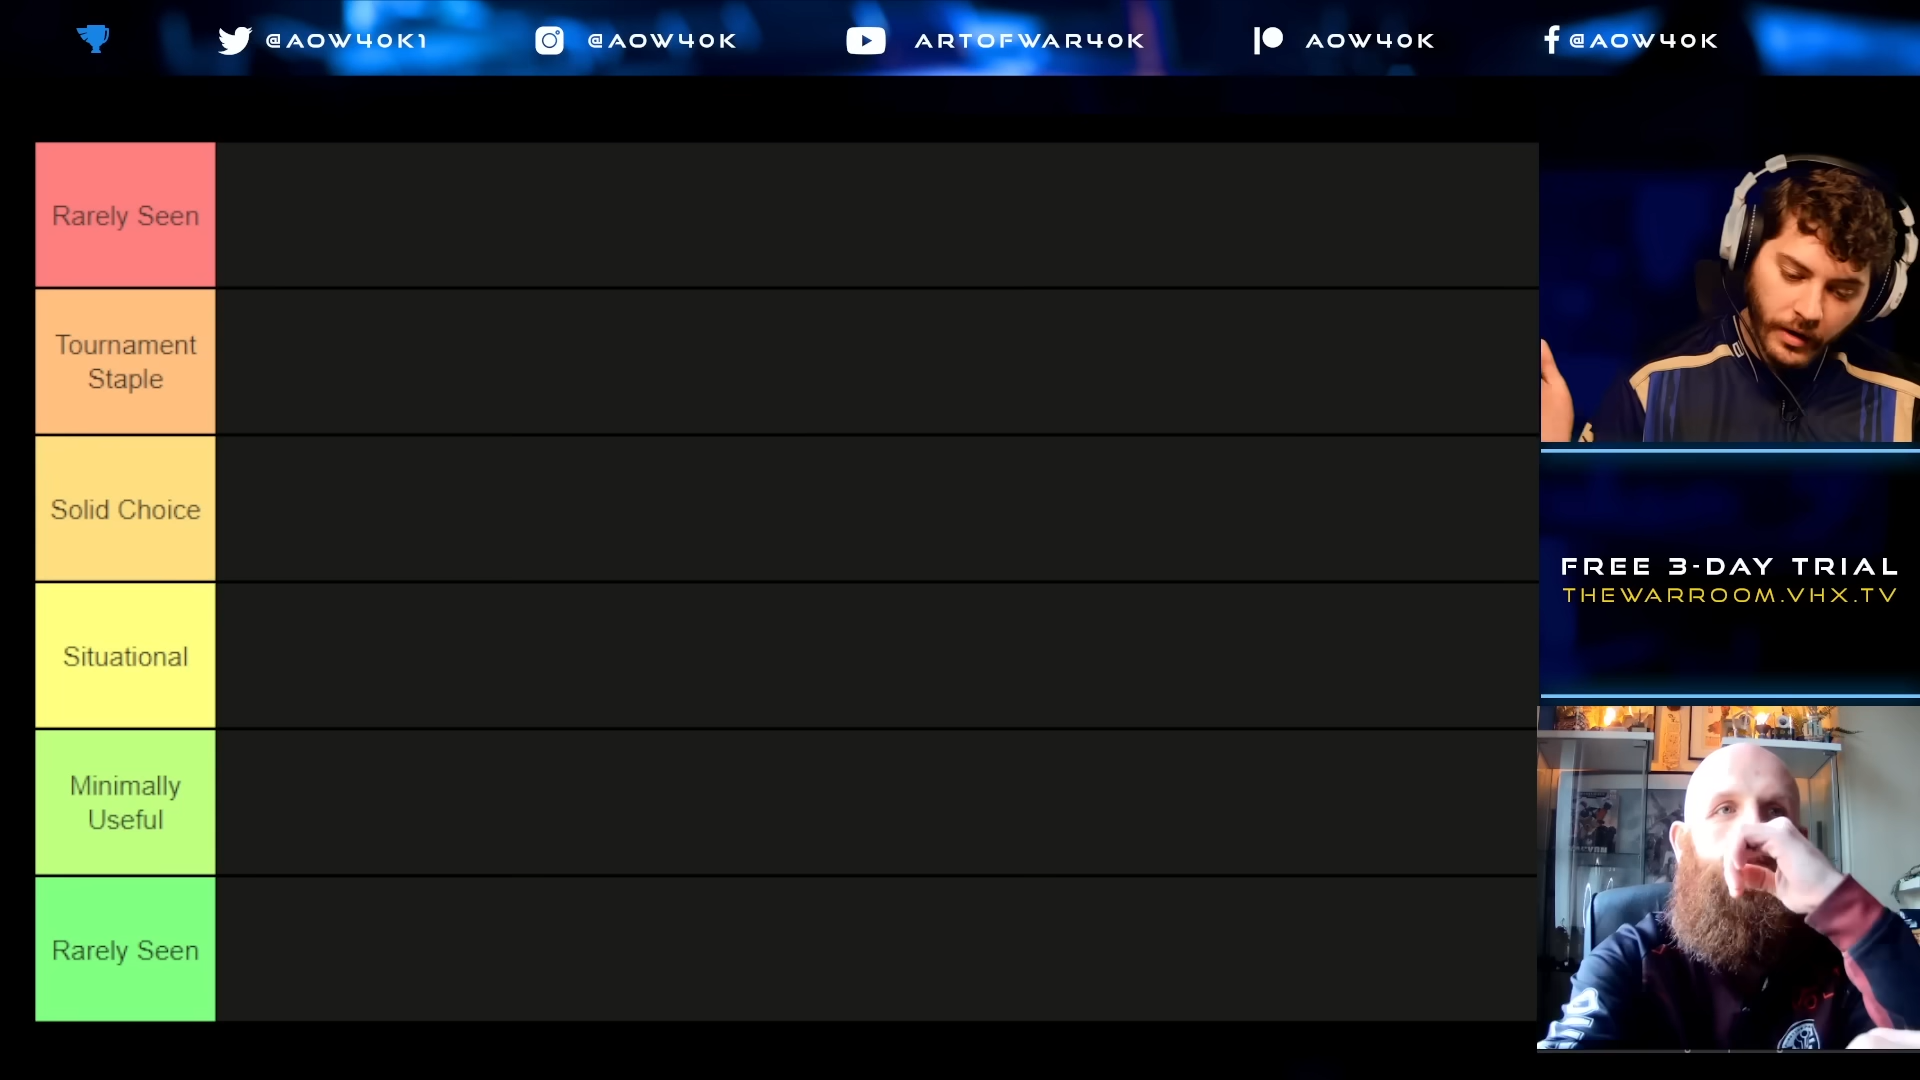 @AOW40K1
@AOW40K
ARTOFWAR40K
AOW40K
@AOW40K
Rarely Seen
Tournament
Staple
Solid Choice
Situational
Minimally
Useful
Rarely Seen
FREE 3-DAY TRIAL
THEWARROOM.VHX.TV